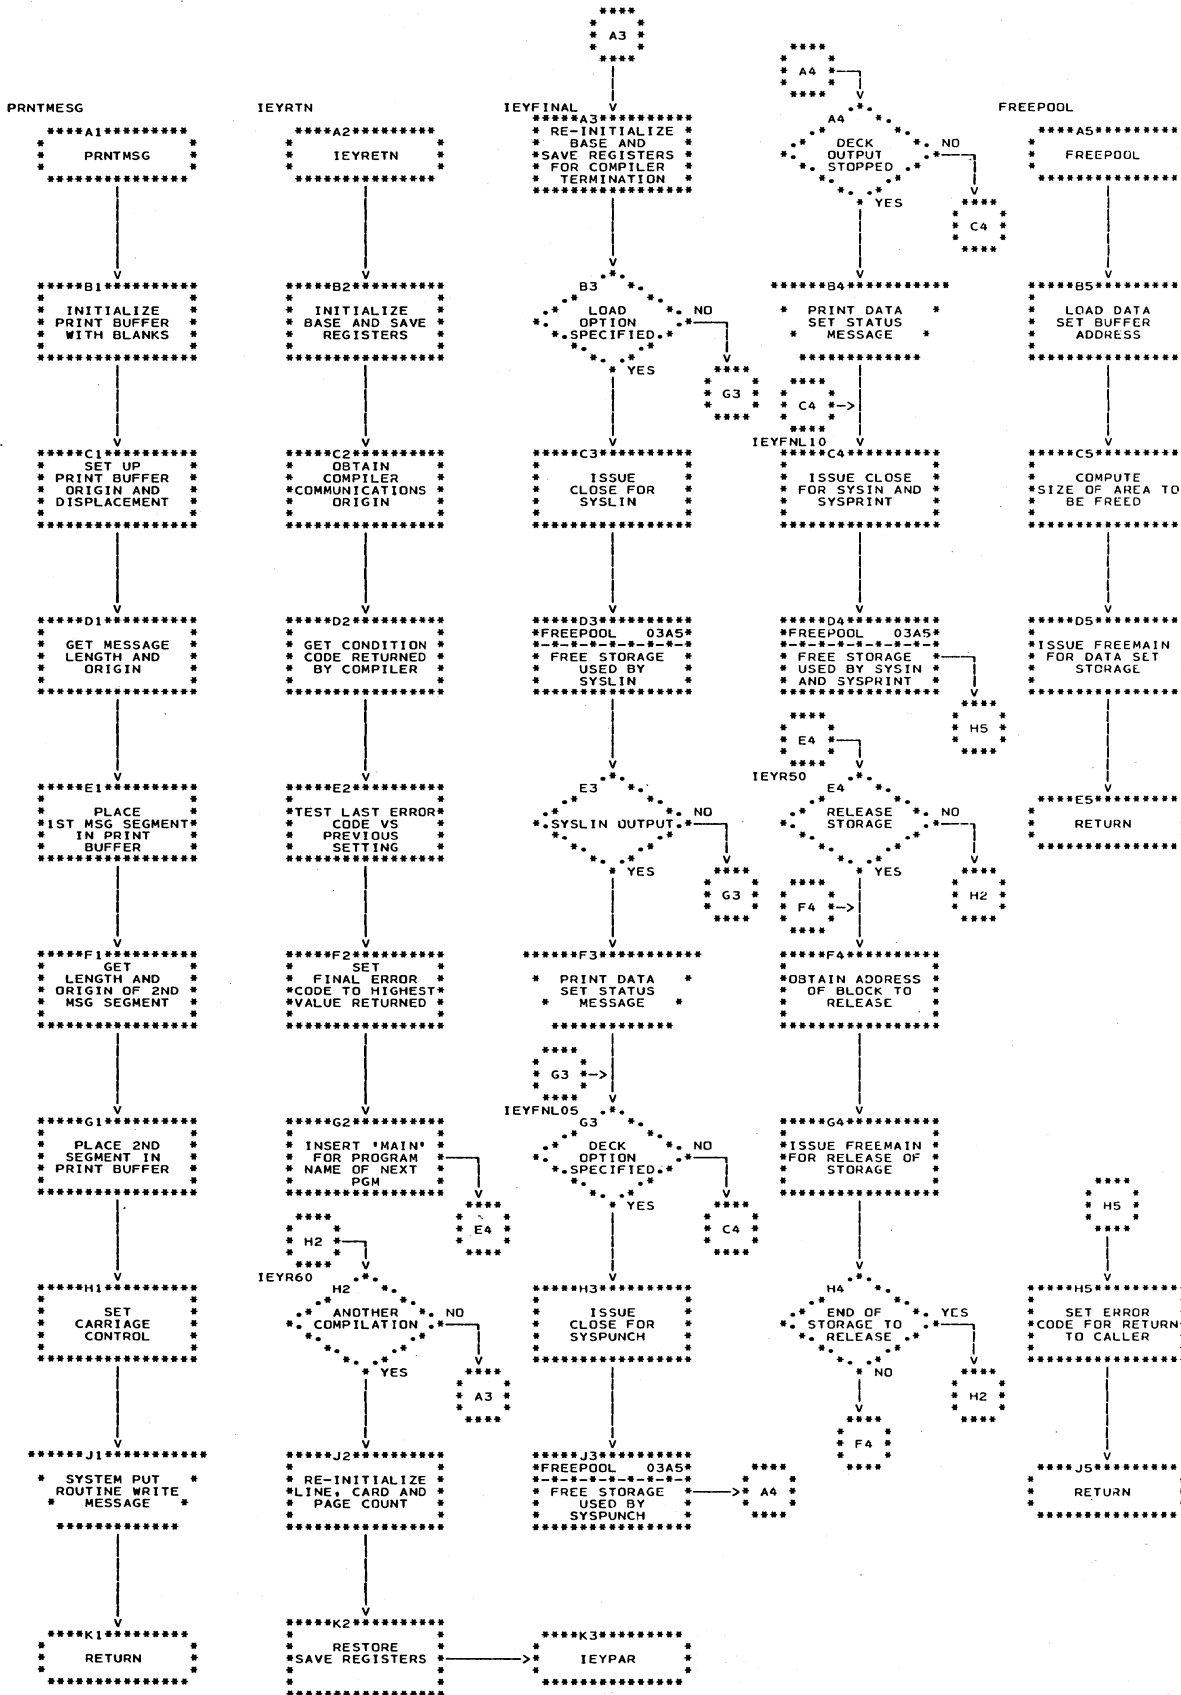 PRNTMESG
*****A1*********
PRNTMSG
*****B1*********
INITIALIZE
PRINT BUFFER
WITH BLANKS
*****C1*********
SET UP
PRINT BUFFER
ORIGIN AND
DISPLACEMENT
*****D1*********
GET MESSAGE
LENGTH AND
ORIGIN
*****E1*********
PLACE
1ST MSG SEGMENT
IN PRINT
BUFFER
*****F1*********
GET
LENGTH AND
ORIGIN OF 2ND
MSG SEGMENT
*****G1*********
PLACE 2ND
SEGMENT IN
PRINT BUFFER
*****H1*********
SET
CARRIAGE
CONTROL
*****J1*********
SYSTEM PUT
ROUTINE WRITE
MESSAGE
*****K1*********
RETURN
IEYRTN
*****A2*********
IEYRETN
*****B2*********
INITIALIZE
BASE AND SAVE
REGISTERS
*****C2*********
OBTAIN
COMPILER
COMMUNICATIONS
ORIGIN
*****D2*********
GET CONDITION
CODE RETURNED
BY COMPILER
*****E2*********
TEST LAST ERROR
CODE VS
PREVIOUS
SETTING
*****F2*********
SET
FINAL ERROR
CODE TO HIGHEST
VALUE RETURNED
*****G2*********
INSERT 'MAIN'
FOR PROGRAM
NAME OF NEXT
PGM
E4
H2
IEYR60
H2
ANOTHER
COMPILATION
NO
A3
YES
*****J2*********
RE-INITIALIZE
LINE, CARD AND
PAGE COUNT
*****K2*********
RESTORE
SAVE REGISTERS
A3
IEYFINAL
*****A3*********
RE-INITIALIZE
BASE AND
SAVE REGISTERS
FOR COMPILER
TERMINATION
B3
LOAD
OPTION
SPECIFIED
NO
G3
YES
*****C3*********
ISSUE
CLOSE FOR
SYSLIN
*****D3*********
FREEPOOL 03A5
FREE STORAGE
USED BY
SYSLIN
E3
SYSLIN OUTPUT
NO
G3
YES
*****F3*********
PRINT DATA
SET STATUS
MESSAGE
G3
IEYFNL05
G3
DECK
OPTION
SPECIFIED
NO
C4
YES
*****H3*********
ISSUE
CLOSE FOR
SYSPUNCH
*****J3*********
FREEPOOL 03A5
FREE STORAGE
USED BY
SYSPUNCH
A4
*****K3*********
IEYPAR
A4
A4
DECK
OUTPUT
STOPPED
NO
C4
YES
*****B4*********
PRINT DATA
SET STATUS
MESSAGE
C4
IEYFNL10
*****C4*********
ISSUE CLOSE
FOR SYSIN AND
SYSPRINT
*****D4*********
FREEPOOL 03A5
FREE STORAGE
USED BY SYSIN
AND SYSPRINT
H5
E4
IEYR50
E4
RELEASE
STORAGE
NO
H2
YES
F4
*****F4*********
OBTAIN ADDRESS
OF BLOCK TO
RELEASE
*****G4*********
ISSUE FREEMAIN
FOR RELEASE OF
STORAGE
H4
END OF
STORAGE TO
RELEASE
YES
H2
NO
F4
FREEPOOL
*****A5*********
FREEPOOL
*****B5*********
LOAD DATA
SET BUFFER
ADDRESS
*****C5*********
COMPUTE
SIZE OF AREA TO
BE FREED
*****D5*********
ISSUE FREEMAIN
FOR DATA SET
STORAGE
*****E5*********
RETURN
H5
*****H5*********
SET ERROR
CODE FOR RETURN
TO CALLER
*****J5*********
RETURN